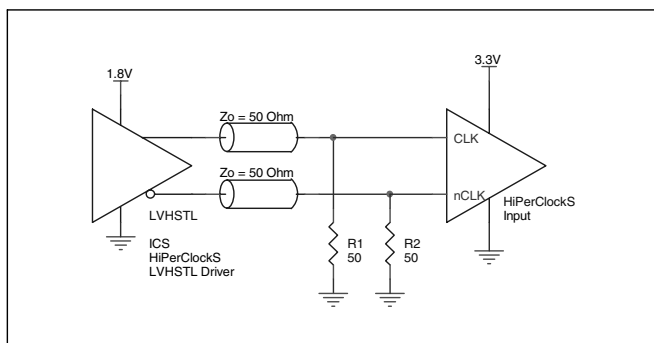 1.8V
3.3V
Zo = 50 Ohm
CLK
Zo = 50 Ohm
nCLK
HiPerClockS
Input
LVHSTL
ICS
HiPerClockS
LVHSTL Driver
R1
50
R2
50